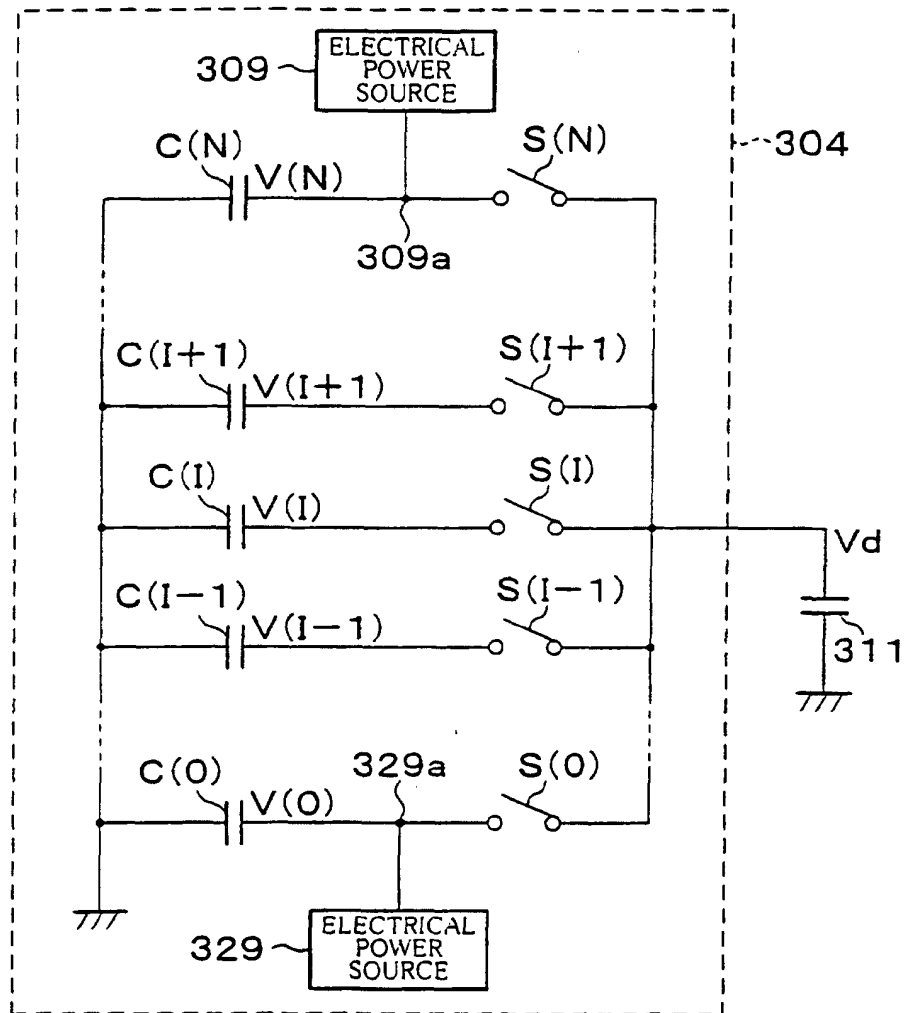 ELECTRICAL
POWER
SOURCE
309
304
C(N)
V(N)
S(N)
309a
C(I+1)
V(I+1)
S(I+1)
C(I)
V(I)
S(I)
Vd
C(I-1)
V(I-1)
S(I-1)
311
C(0)
V(0)
329a
S(0)
ELECTRICAL
POWER
SOURCE
329